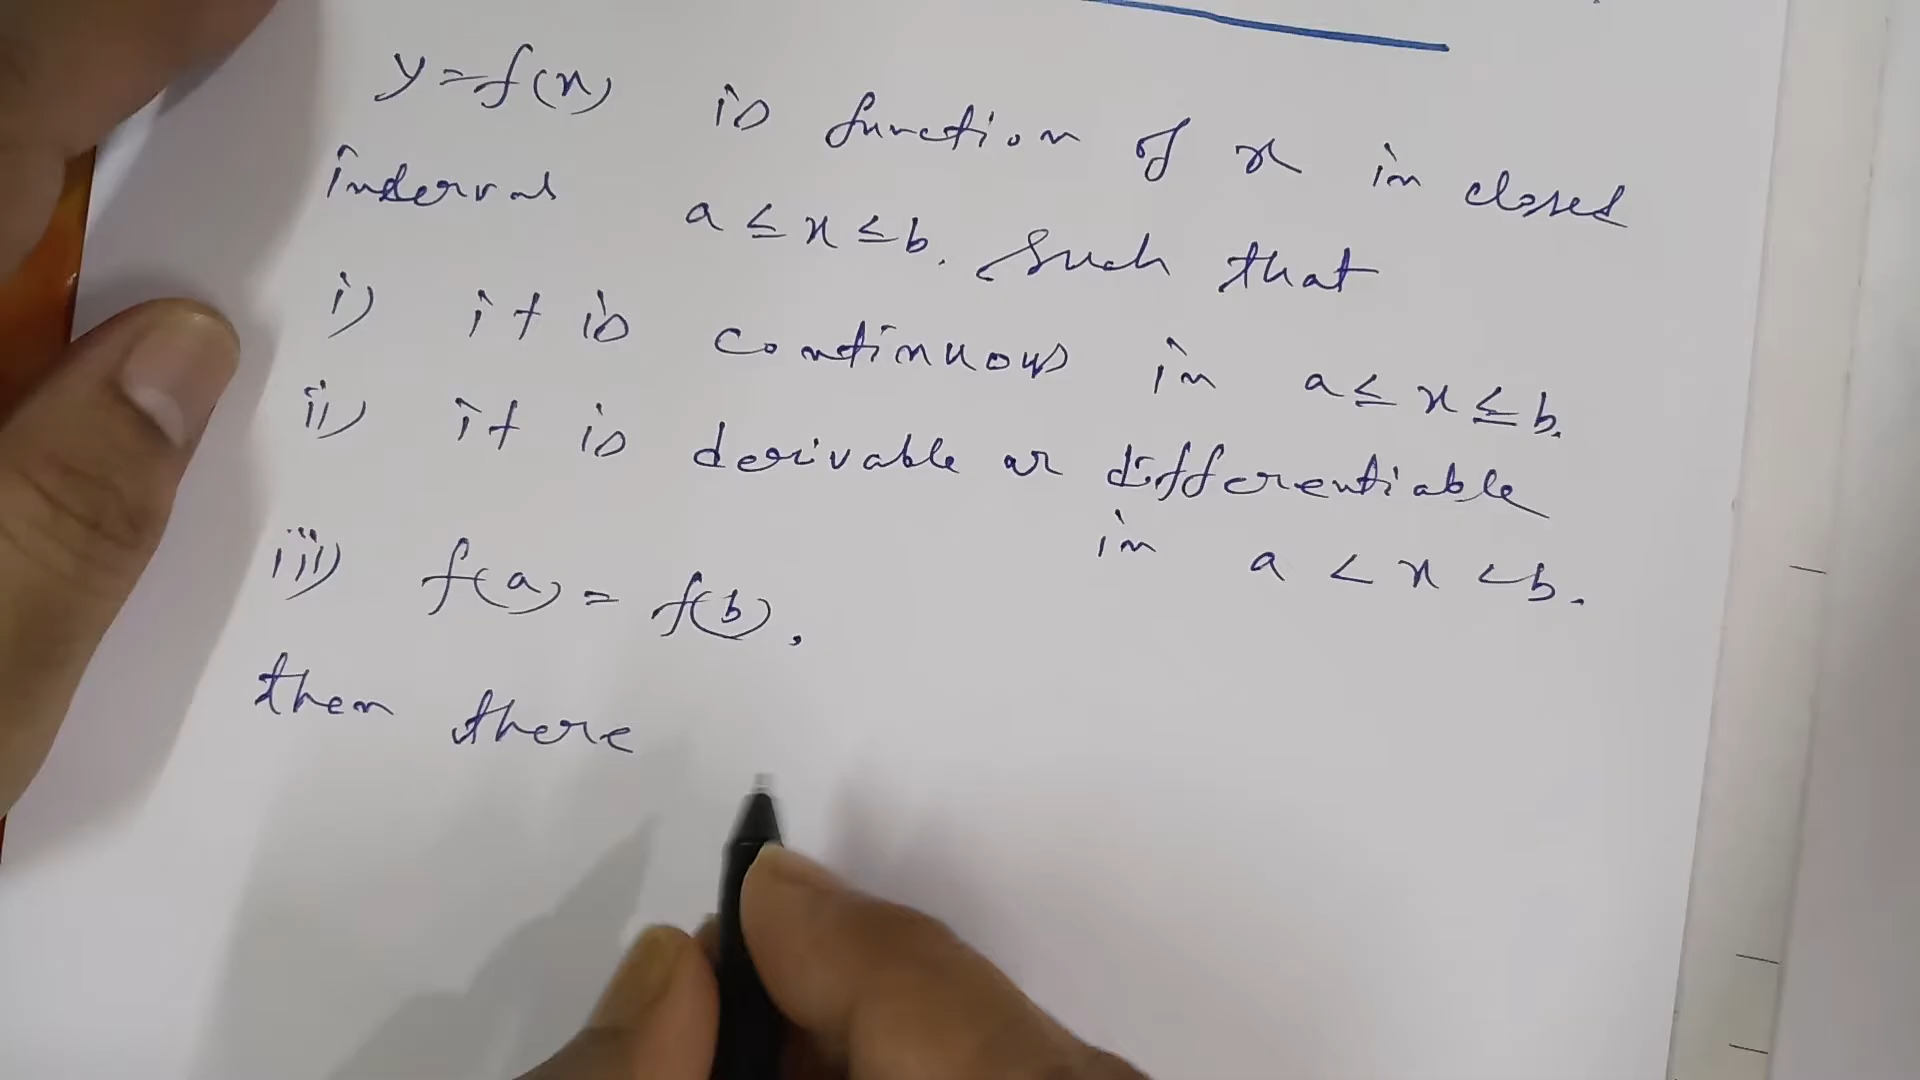 y=f(x) is function of x in closed
interval a ≤ x ≤ b. Such that
i) it is continuous in a ≤ x ≤ b.
ii) it is derivable or differentiable
in a < x < b.
iii) f(a) = f(b),
then there